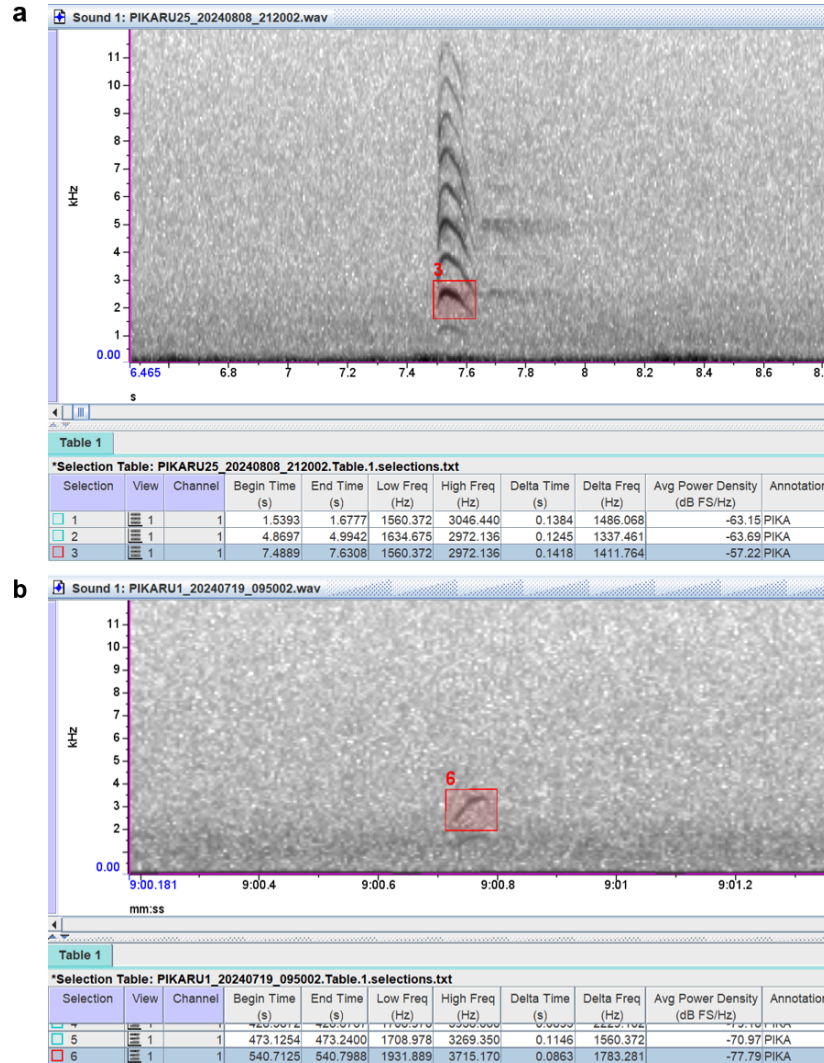 a
Sound 1: PIKARU25_20240808_212002.wav
11
10
9
8
7
6
5
4
3
2
1
0.00
kHz
3
6.465 6.8 7 7.2 7.4 7.6 7.8 8 8.2 8.4 8.6 8.
s
Table 1
*Selection Table: PIKARU25_20240808_212002.Table.1.selections.txt
Selection View Channel Begin Time (s) End Time (s) Low Freq (Hz) High Freq (Hz) Delta Time (s) Delta Freq (Hz) Avg Power Density (dB FS/Hz) Annotation
1 1 1 1.5393 1.6777 1560.372 3046.440 0.1384 1486.068 -63.15 PIKA
2 1 1 4.8697 4.9942 1634.675 2972.136 0.1245 1337.461 -63.69 PIKA
3 1 1 7.4889 7.6308 1560.372 2972.136 0.1418 1411.764 -57.22 PIKA
b
Sound 1: PIKARU1_20240719_095002.wav
11
10
9
8
7
6
5
4
3
2
0.00
kHz
6
9:00.181 9:00.4 9:00.6 9:00.8 9:01 9:01.2
mm:ss
Table 1
*Selection Table: PIKARU1_20240719_095002.Table.1.selections.txt
Selection View Channel Begin Time (s) End Time (s) Low Freq (Hz) High Freq (Hz) Delta Time (s) Delta Freq (Hz) Avg Power Density (dB FS/Hz) Annotation
5 1 1 473.1254 473.2400 1708.978 3269.350 0.1146 1560.372 -70.97 PIKA
6 1 1 540.7125 540.7988 1931.889 3715.170 0.0863 1783.281 -77.79 PIKA